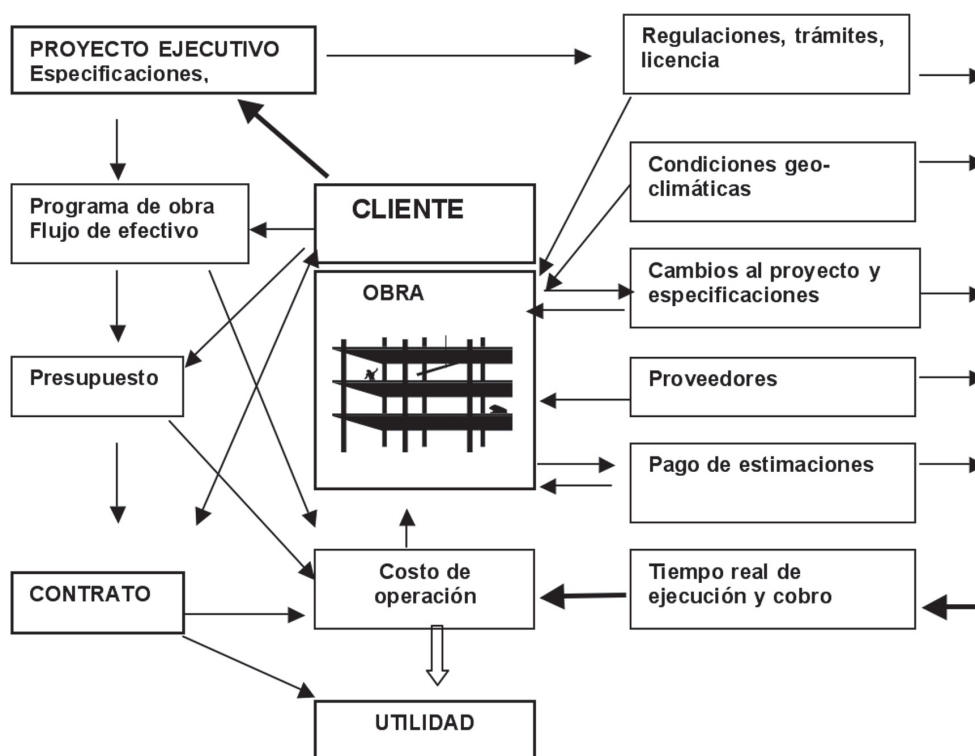 PROYECTO EJECUTIVO
Especificaciones,
Regulaciones, trámites,
licencia
Condiciones geo-
climáticas
Programa de obra
Flujo de efectivo
CLIENTE
OBRA
Cambios al proyecto y
especificaciones
Presupuesto
Proveedores
Pago de estimaciones
CONTRATO
Costo de
operación
Tiempo real de
ejecución y cobro
UTILIDAD